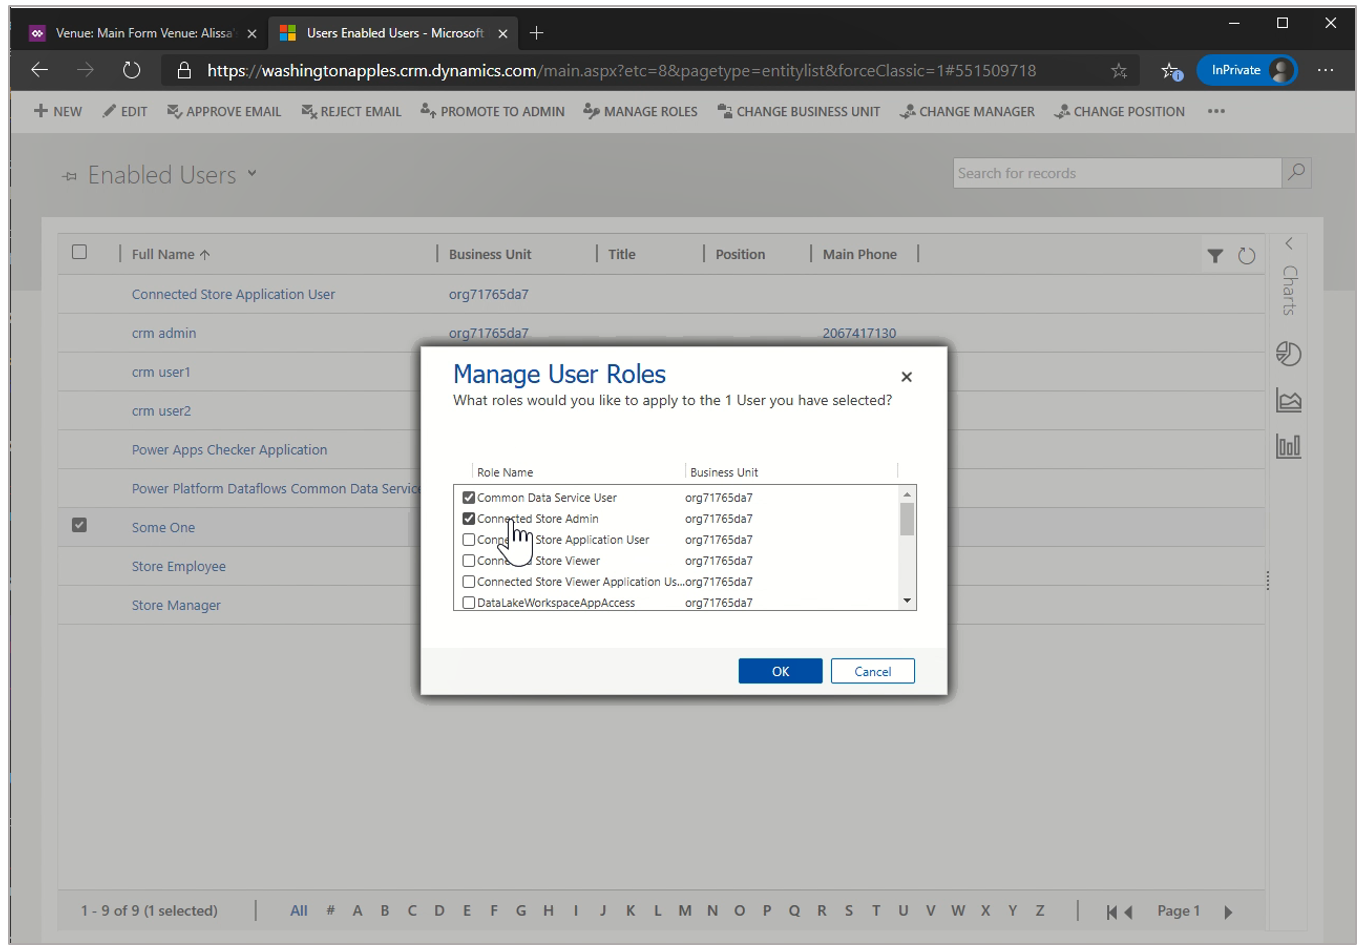 Venue: Main Form Venue: Alissa'
Users Enabled Users - Microsoft
https://washingtonapples.crm.dynamics.com/main.aspx?etc=8&pagetype=entitylist&forceClassic=1#551509718
InPrivate
NEW EDIT APPROVE EMAIL REJECT EMAIL PROMOTE TO ADMIN MANAGE ROLES CHANGE BUSINESS UNIT CHANGE MANAGER CHANGE POSITION
Enabled Users
Search for records
Full Name Business Unit Title Position Main Phone
Charts
Connected Store Application User org71765da7
crm admin org71765da7 2067417130
crm user1
crm user2
Power Apps Checker Application
Power Platform Dataflows Common Data Service
Some One
Store Employee
Store Manager
Manage User Roles
What roles would you like to apply to the 1 User you have selected?
Role Name Business Unit
Common Data Service User org71765da7
Connected Store Admin org71765da7
Store Application User org71765da7
Store Viewer org71765da7
Connected Store Viewer Application Us... org71765da7
DataLakeWorkspaceAppAccess org71765da7
OK Cancel
1 - 9 of 9 (1 selected) All # A B C D E F G H I J K L M N O P Q R S T U V W X Y Z Page 1